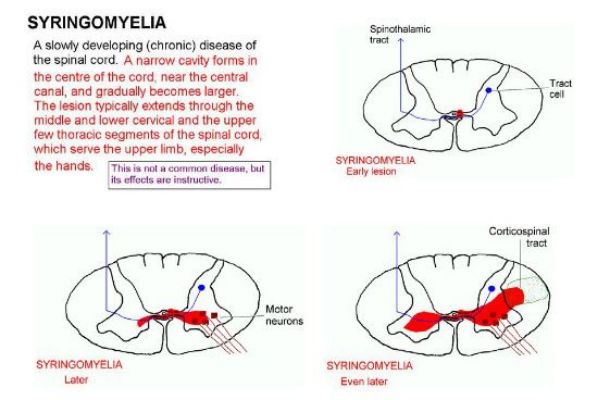 SYRINGOMYELIA
A slowly developing (chronic) disease of
the spinal cord. A narrow cavity forms in
the centre of the cord, near the central
canal, and gradually becomes larger.
The lesion typically extends through the
middle and lower cervical and the upper
few thoracic segments of the spinal cord,
which serve the upper limb, especially
the hands.
This is not a common disease, but
its effects are instructive.
Spinothalamic
tract
Tract
cell
SYRINGOMYELIA
Early lesion
Motor
neurons
SYRINGOMYELIA
Later
Corticospinal
tract
SYRINGOMYELIA
Even later